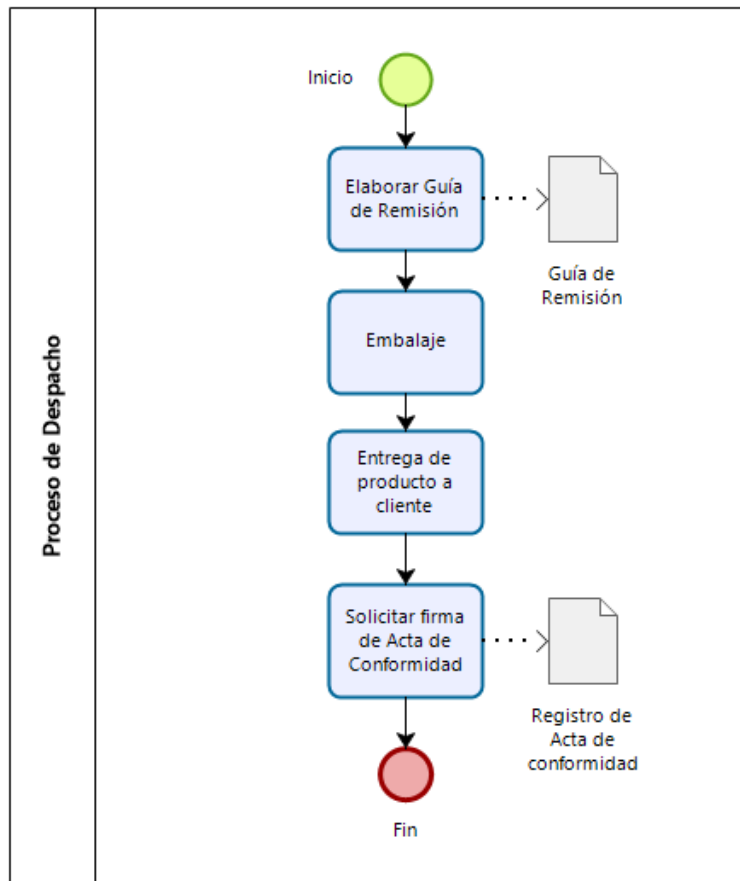 Proceso de Despacho
Inicio
Elaborar Guía
de Remisión
Guía de
Remisión
Embalaje
Entrega de
producto a
cliente
Solicitar firma
de Acta de
Conformidad
Registro de
Acta de
conformidad
Fin